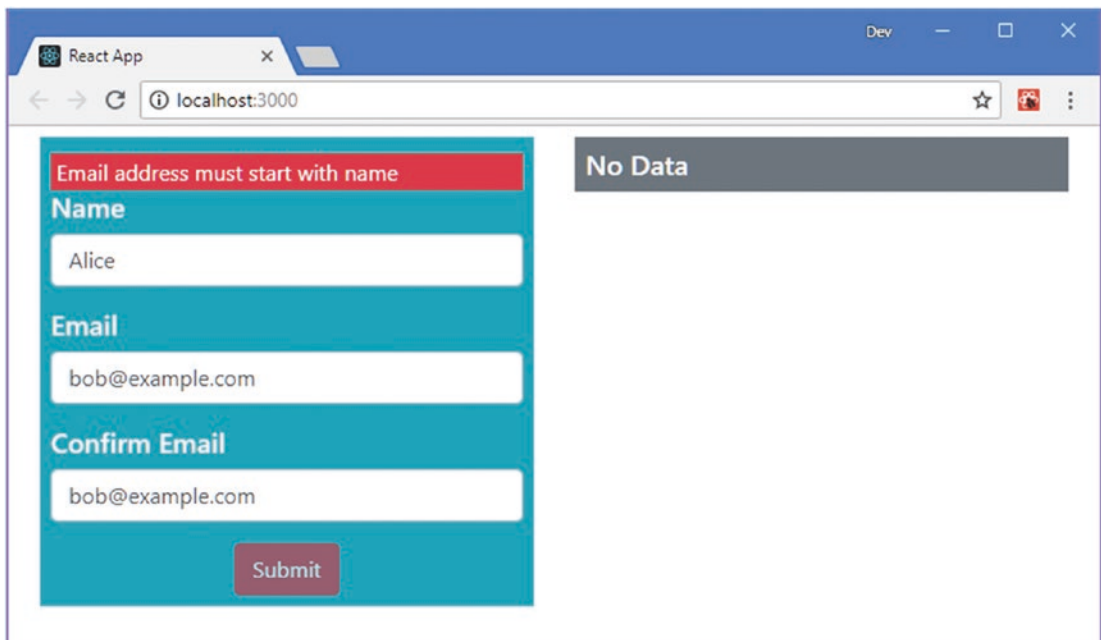 Dev
React App
localhost:3000
Email address must start with name
Name
Alice
Email
bob@example.com
Confirm Email
bob@example.com
Submit
No Data